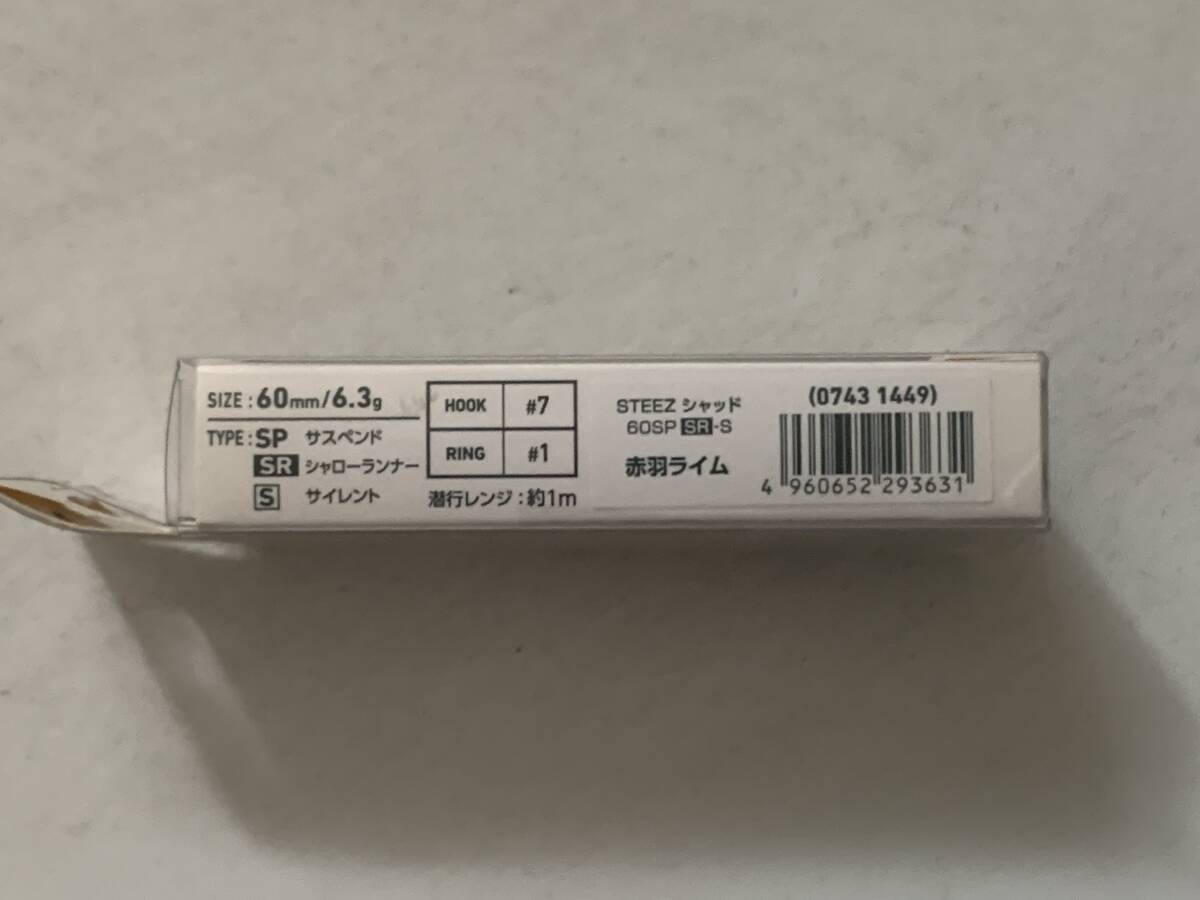 SIZE : 60mm/6.3g
TYPE : SP サスペンド
SR シャローランナー
S サイレント
HOOK #7
RING #1
潜行レンジ : 約1m
STEEZ シャッド
60SP SR-S
赤羽ライム
(0743 1449)
4 960652 293631